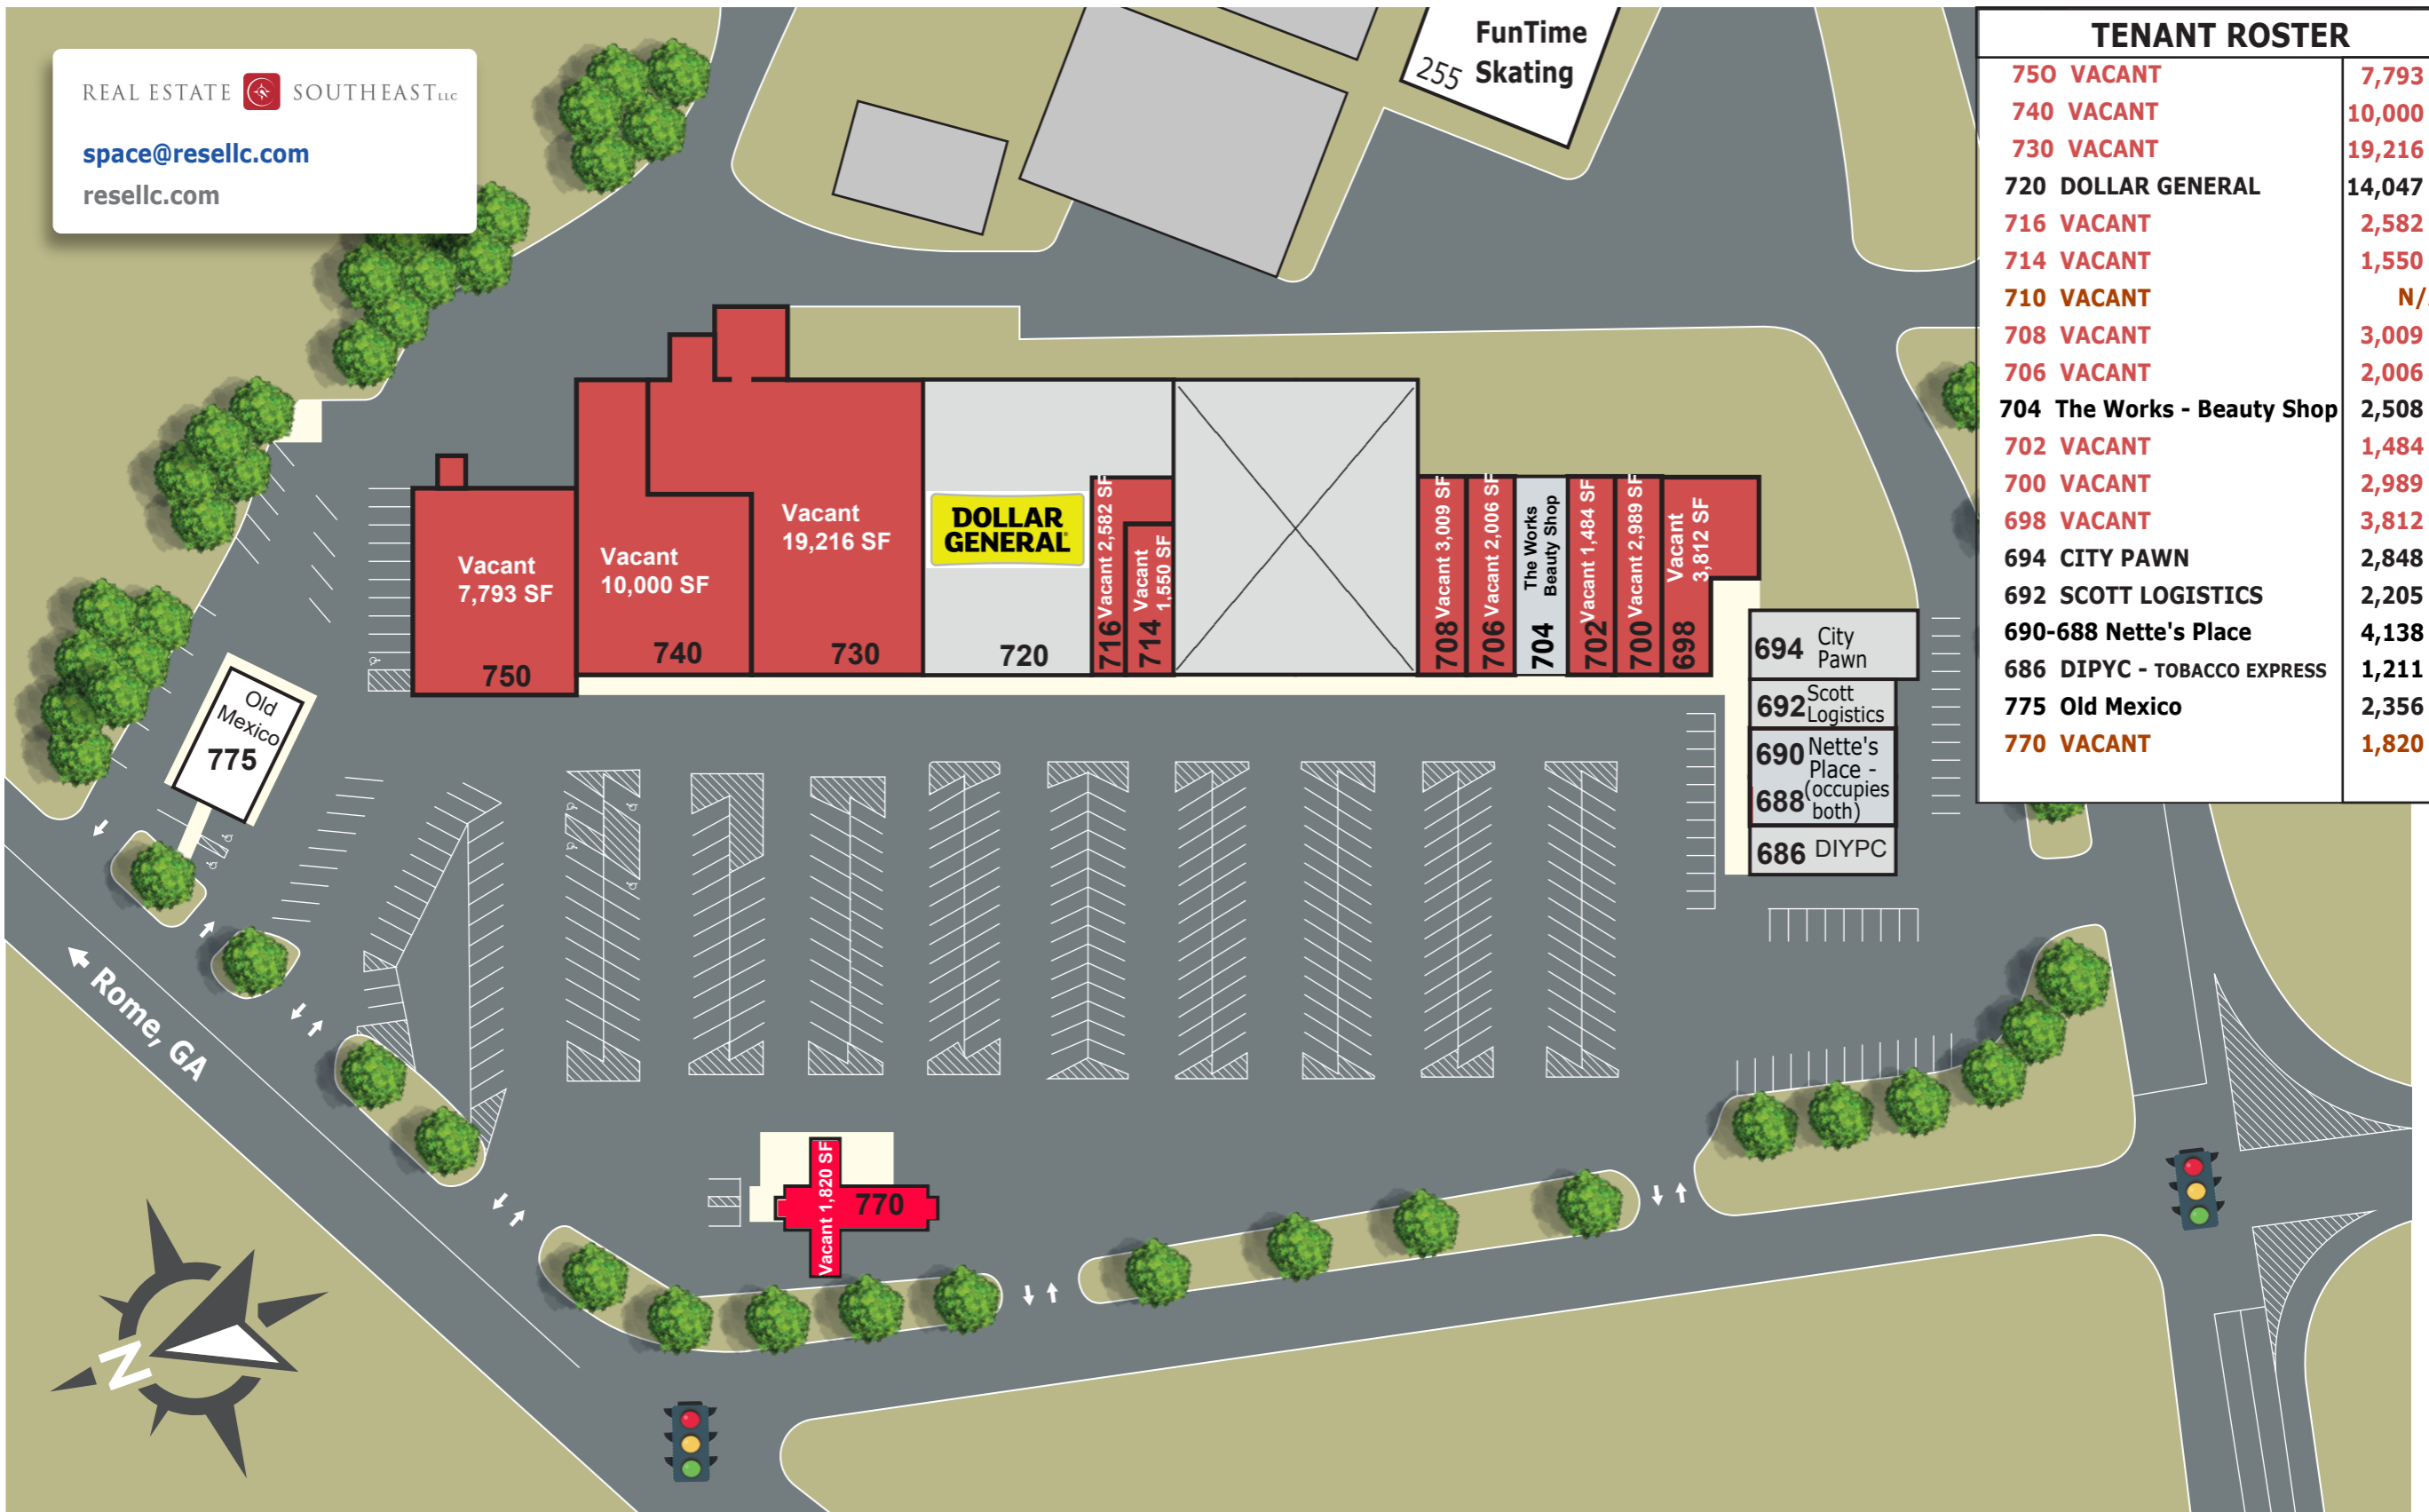 REAL ESTATE SOUTHEAST LLC
space@resellc.com
resellc.com
255
FunTime
Skating
TENANT ROSTER
750 VACANT 7,793
740 VACANT 10,000
730 VACANT 19,216
720 DOLLAR GENERAL 14,047
716 VACANT 2,582
714 VACANT 1,550
710 VACANT N/
708 VACANT 3,009
706 VACANT 2,006
704 The Works - Beauty Shop 2,508
702 VACANT 1,484
700 VACANT 2,989
698 VACANT 3,812
694 CITY PAWN 2,848
692 SCOTT LOGISTICS 2,205
690-688 Nette's Place 4,138
686 DIPYC - TOBACCO EXPRESS 1,211
775 Old Mexico 2,356
770 VACANT 1,820
Vacant
7,793 SF
750
Vacant
10,000 SF
740
Vacant
19,216 SF
730
DOLLAR
GENERAL
720
716 Vacant 2,582 SF
714 Vacant
1,550 SF
708 Vacant 3,009 SF
706 Vacant 2,006 SF
704 The Works
Beauty Shop
702 Vacant 1,484 SF
700 Vacant 2,989 SF
698 Vacant
3,812 SF
694 City
Pawn
692 Scott
Logistics
690 Nette's
Place -
688 (occupies
both)
686 DIYPC
Old
Mexico
775
Rome, GA
Vacant 1,820 SF
770
N